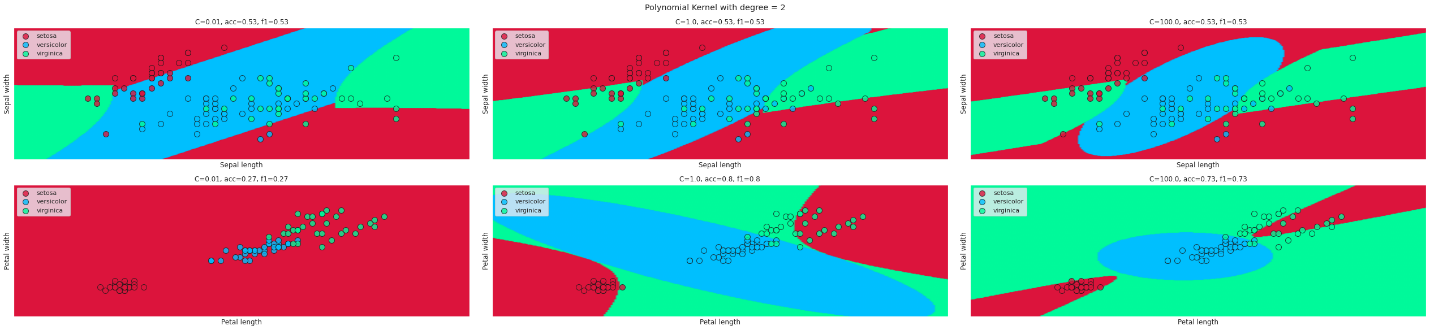 Polynomial Kernel with degree = 2
C=0.01, acc=0.53, f1=0.53
setosa
versicolor
virginica
Sepal width
Sepal length
C=1.0, acc=0.53, f1=0.53
setosa
versicolor
virginica
Sepal width
Sepal length
C=100.0, acc=0.53, f1=0.53
setosa
versicolor
virginica
Sepal width
Sepal length
C=0.01, acc=0.27, f1=0.27
setosa
versicolor
virginica
Petal width
Petal length
C=1.0, acc=0.8, f1=0.8
setosa
versicolor
virginica
Petal width
Petal length
C=100.0, acc=0.73, f1=0.73
setosa
versicolor
virginica
Petal width
Petal length